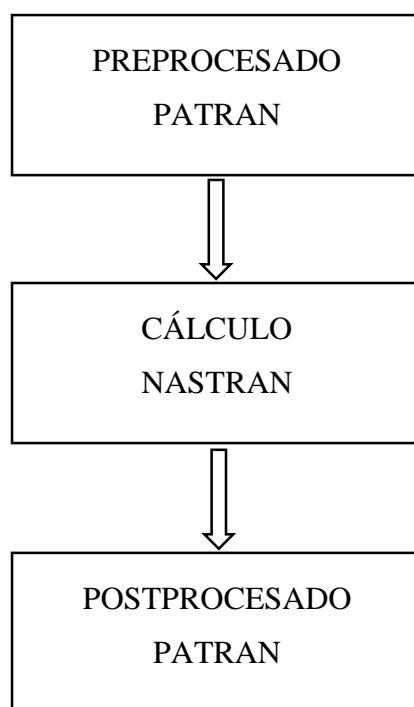 PREPROCESADO
PATRAN
CÁLCULO
NASTRAN
POSTPROCESADO
PATRAN